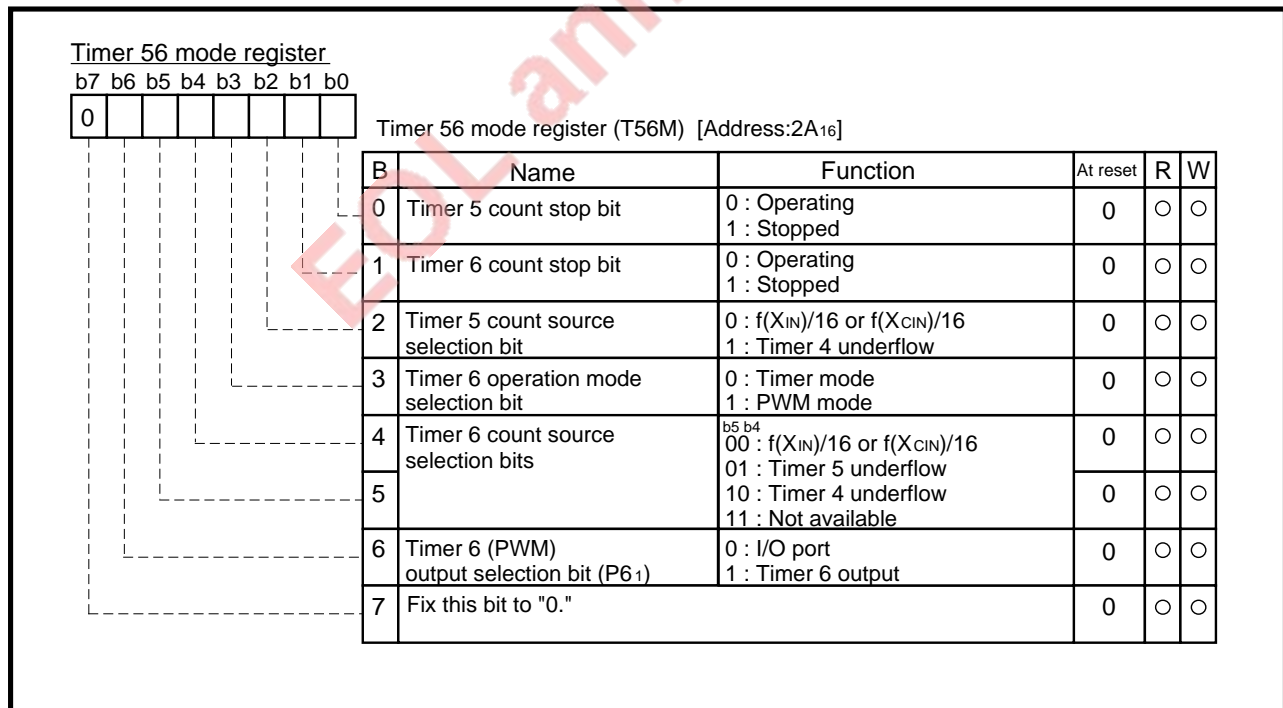 Timer 56 mode register
b7 b6 b5 b4 b3 b2 b1 b0
0
Timer 56 mode register (T56M) [Address:2A16]
B Name Function At reset R W
0 Timer 5 count stop bit 0 : Operating 0 ○ ○
1 : Stopped
1 Timer 6 count stop bit 0 : Operating 0 ○ ○
1 : Stopped
2 Timer 5 count source 0 : f(XIN)/16 or f(XCIN)/16 0 ○ ○
selection bit 1 : Timer 4 underflow
3 Timer 6 operation mode 0 : Timer mode 0 ○ ○
selection bit 1 : PWM mode
b5 b4
4 Timer 6 count source 00 : f(XIN)/16 or f(XCIN)/16 0 ○ ○
selection bits 01 : Timer 5 underflow
5 10 : Timer 4 underflow 0 ○ ○
11 : Not available
6 Timer 6 (PWM) 0 : I/O port 0 ○ ○
output selection bit (P61) 1 : Timer 6 output
7 Fix this bit to "0." 0 ○ ○
EOL